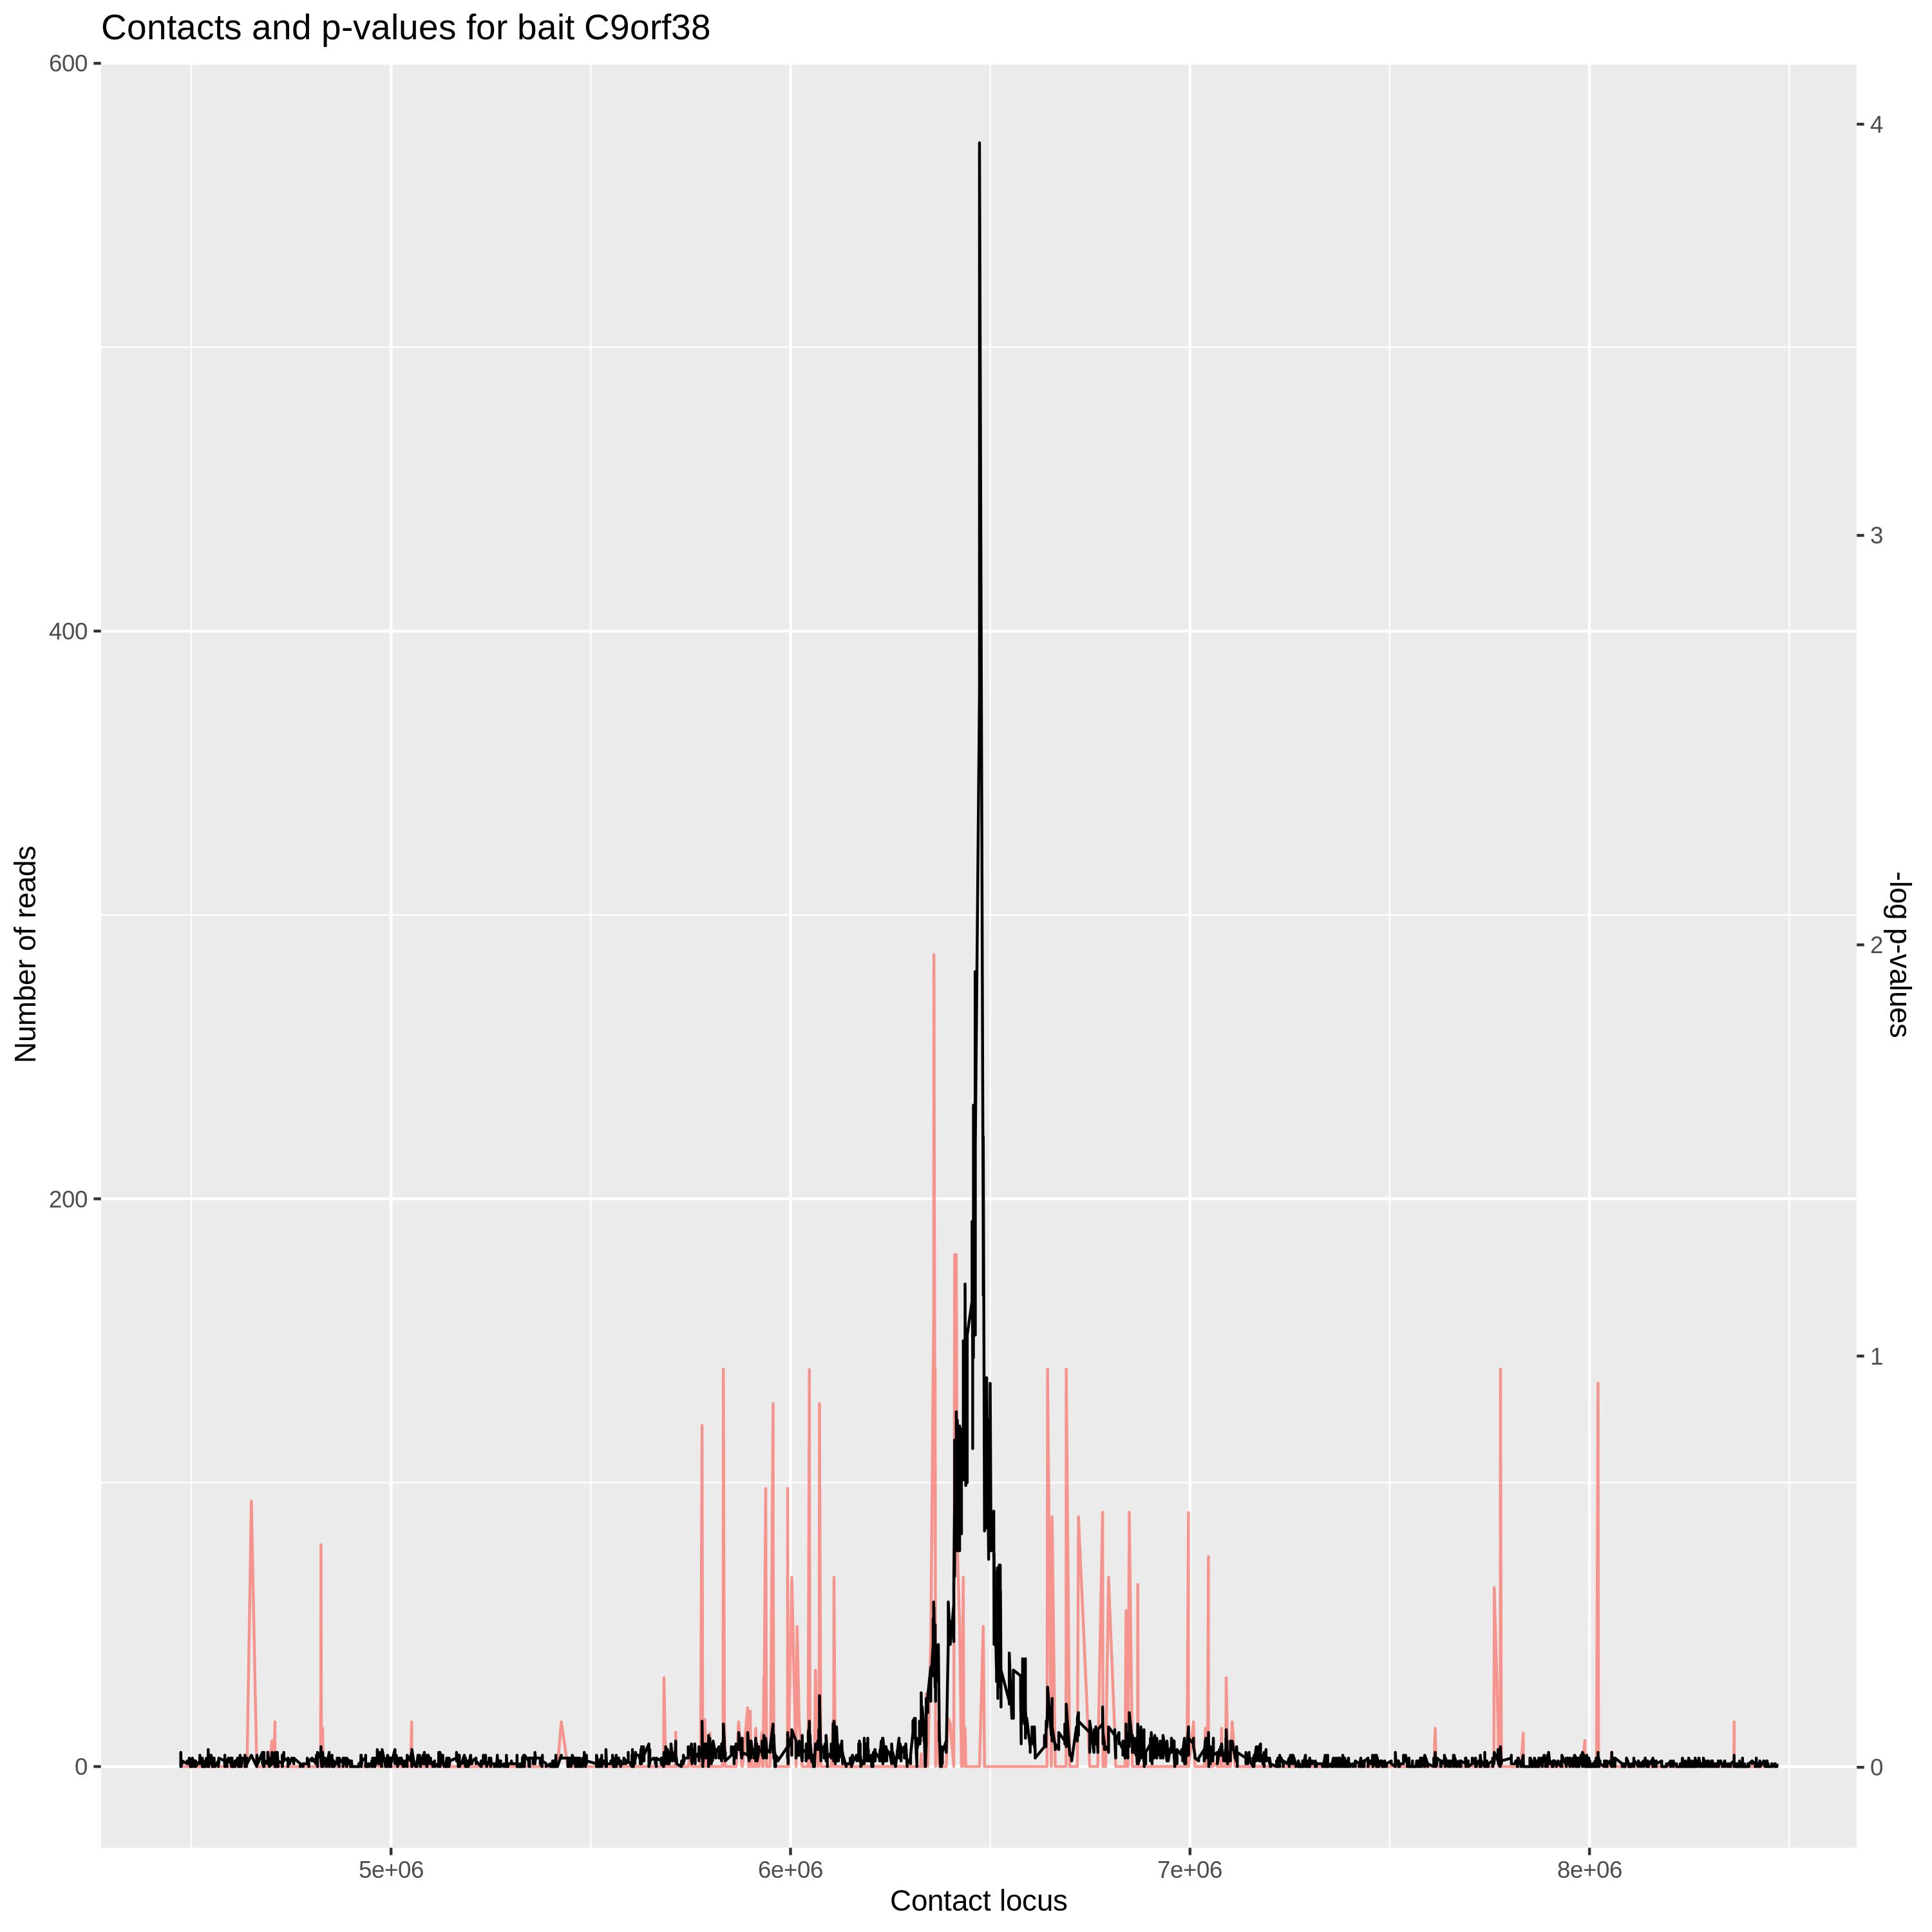 Contacts and p-values for bait C9orf38
600
400
200
0
Number of reads
4
3
2
1
0
-log p-values
5e+06
6e+06
7e+06
8e+06
Contact locus